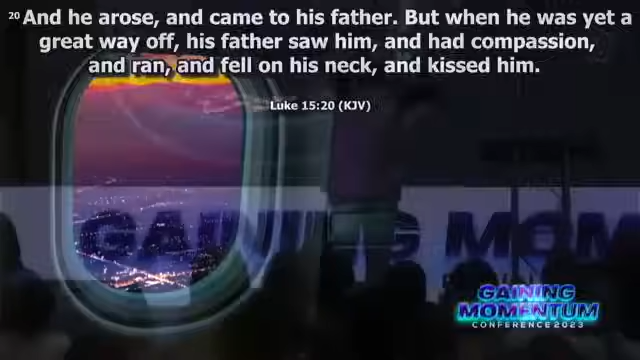 20 And he arose, and came to his father. But when he was yet a
great way off, his father saw him, and had compassion,
and ran, and fell on his neck, and kissed him.
Luke 15:20 (KJV)
GAINING MOM
GAINING
MOMENTUM
CONFERENCE 2023